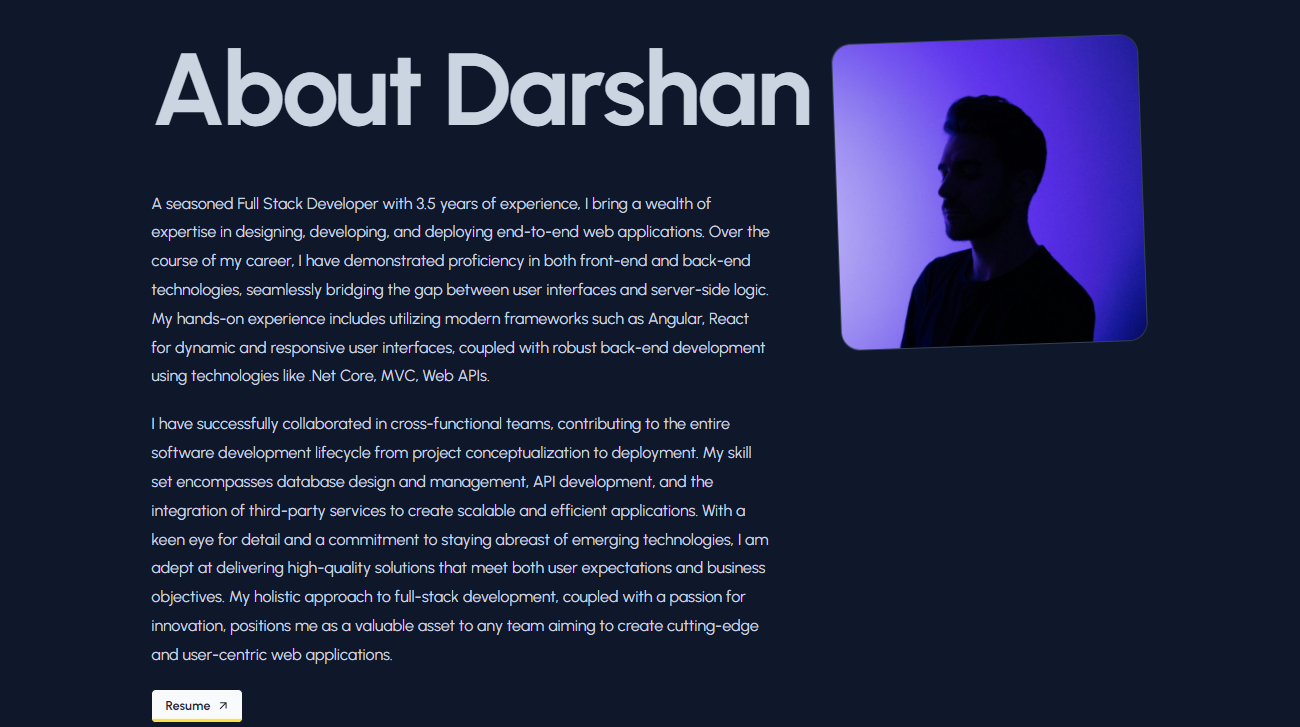 About Darshan
A seasoned Full Stack Developer with 3.5 years of experience, I bring a wealth of
expertise in designing, developing, and deploying end-to-end web applications. Over the
course of my career, I have demonstrated proficiency in both front-end and back-end
technologies, seamlessly bridging the gap between user interfaces and server-side logic.
My hands-on experience includes utilizing modern frameworks such as Angular, React
for dynamic and responsive user interfaces, coupled with robust back-end development
using technologies like .Net Core, MVC, Web APIs.
I have successfully collaborated in cross-functional teams, contributing to the entire
software development lifecycle from project conceptualization to deployment. My skill
set encompasses database design and management, API development, and the
integration of third-party services to create scalable and efficient applications. With a
keen eye for detail and a commitment to staying abreast of emerging technologies, I am
adept at delivering high-quality solutions that meet both user expectations and business
objectives. My holistic approach to full-stack development, coupled with a passion for
innovation, positions me as a valuable asset to any team aiming to create cutting-edge
and user-centric web applications.
Resume